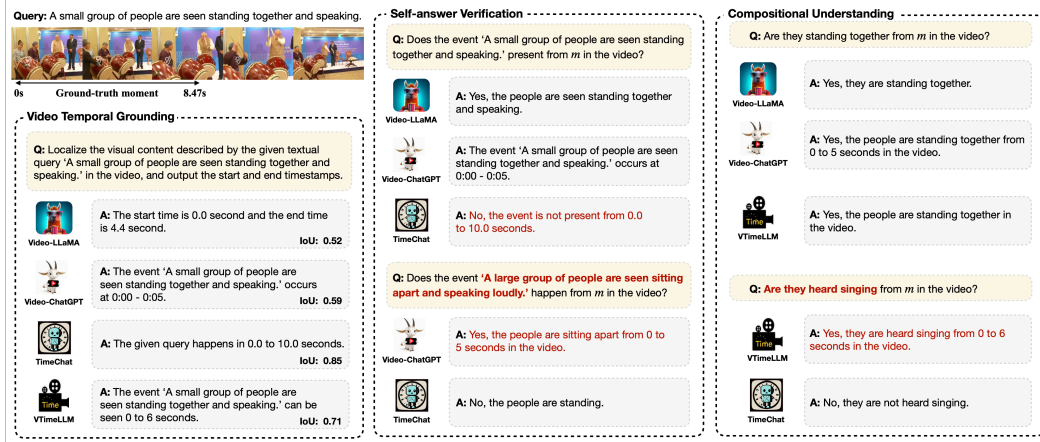 Query: A small group of people are seen standing together and speaking.
0s Ground-truth moment 8.47s
Video Temporal Grounding
Q: Localize the visual content described by the given textual
query ‘A small group of people are seen standing together and
speaking.’ in the video, and output the start and end timestamps.
Video-LLaMA
A: The start time is 0.0 second and the end time
is 4.4 second.
IoU: 0.52
Video-ChatGPT
A: The event ‘A small group of people are
seen standing together and speaking.’ occurs
at 0:00 - 0:05.
IoU: 0.59
TimeChat
A: The given query happens in 0.0 to 10.0 seconds.
IoU: 0.85
Time
VTimeLLM
A: The event ‘A small group of people are
seen standing together and speaking.’ can be
seen 0 to 6 seconds.
IoU: 0.71
Self-answer Verification
Q: Does the event ‘A small group of people are seen standing
together and speaking.’ present from m in the video?
Video-LLaMA
A: Yes, the people are seen standing together
and speaking.
Video-ChatGPT
A: The event ‘A small group of people are seen
standing together and speaking.’ occurs at
0:00 - 0:05.
TimeChat
A: No, the event is not present from 0.0
to 10.0 seconds.
Q: Does the event ‘A large group of people are seen sitting
apart and speaking loudly.’ happen from m in the video?
Video-ChatGPT
A: Yes, the people are sitting apart from 0 to
5 seconds in the video.
TimeChat
A: No, the people are standing.
Compositional Understanding
Q: Are they standing together from m in the video?
Video-LLaMA
A: Yes, they are standing together.
Video-ChatGPT
A: Yes, the people are standing together from
0 to 5 seconds in the video.
Time
VTimeLLM
A: Yes, the people are standing together in
the video.
Q: Are they heard singing from m in the video?
Time
VTimeLLM
A: Yes, they are heard singing from 0 to 6
seconds in the video.
TimeChat
A: No, they are not heard singing.